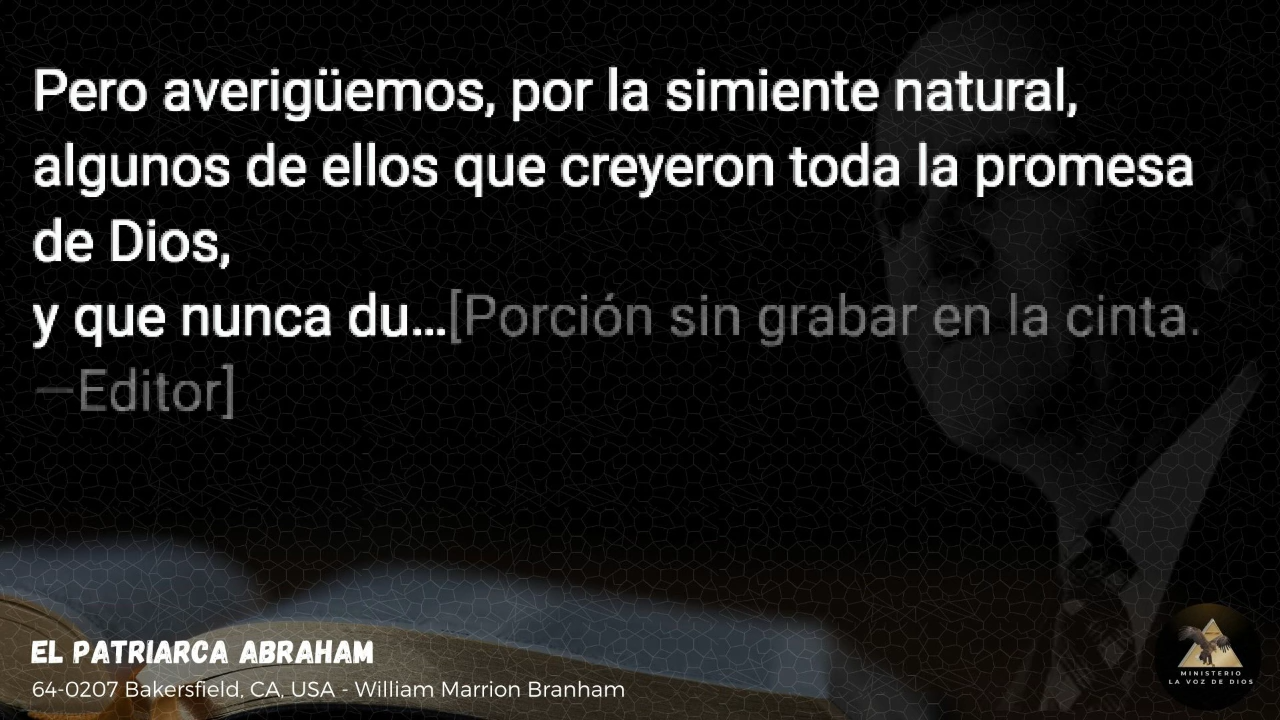 Pero averigüemos, por la simiente natural,
algunos de ellos que creyeron toda la promesa
de Dios,
y que nunca du...[Porción sin grabar en la cinta.
—Editor]
EL PATRIARCA ABRAHAM
64-0207 Bakersfield, CA, USA - William Marrion Branham
MINISTERIO
LA VOZ DE DIOS